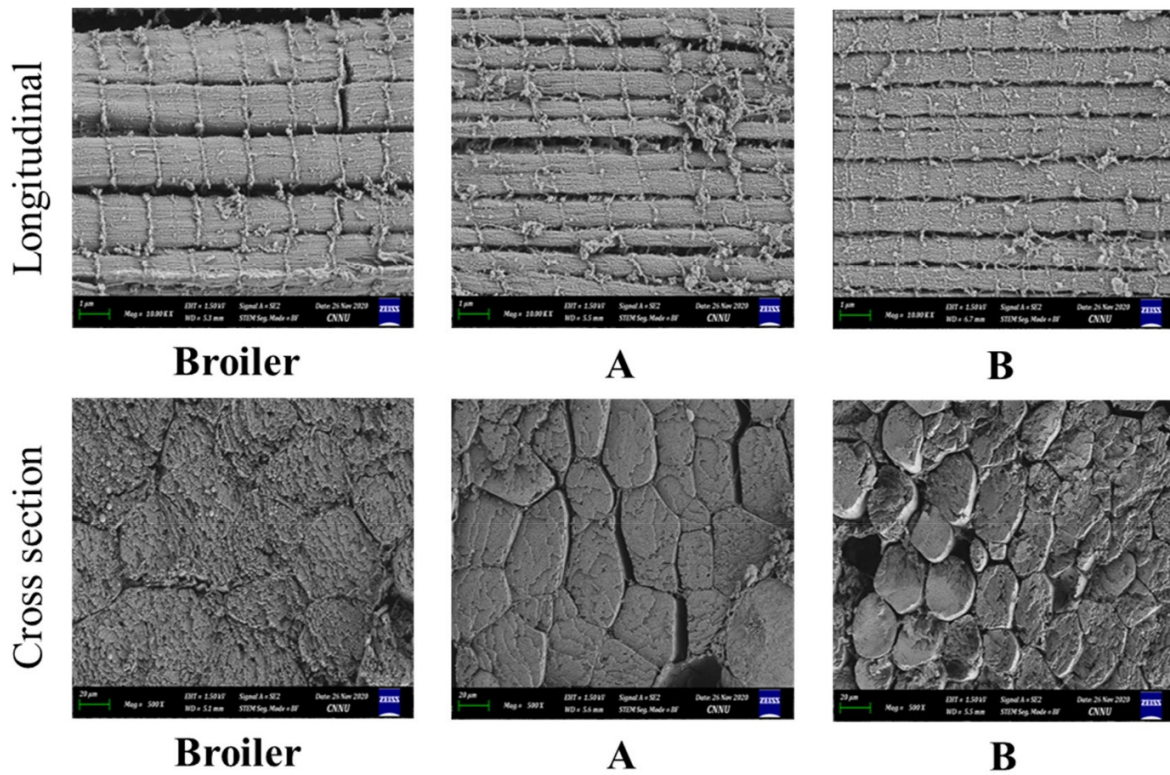 Longitudinal
1 µm
Mag = 10.00 K X
EHT = 1.50 kV
WD = 5.3 mm
Signal A = SE2
STEM Seg. Mode = BF
Date: 26 Nov 2020
CNNU
ZEISS
1 µm
Mag = 10.00 K X
EHT = 1.50 kV
WD = 5.5 mm
Signal A = SE2
STEM Seg. Mode = BF
Date: 26 Nov 2020
CNNU
ZEISS
1 µm
Mag = 10.00 K X
EHT = 1.50 kV
WD = 6.7 mm
Signal A = SE2
STEM Seg. Mode = BF
Date: 26 Nov 2020
CNNU
ZEISS
Broiler
A
B
Cross section
20 µm
Mag = 500 X
EHT = 1.50 kV
WD = 5.1 mm
Signal A = SE2
STEM Seg. Mode = BF
Date: 26 Nov 2020
CNNU
ZEISS
20 µm
Mag = 500 X
EHT = 1.50 kV
WD = 5.6 mm
Signal A = SE2
STEM Seg. Mode = BF
Date: 26 Nov 2020
CNNU
ZEISS
20 µm
Mag = 500 X
EHT = 1.50 kV
WD = 5.5 mm
Signal A = SE2
STEM Seg. Mode = BF
Date: 26 Nov 2020
CNNU
ZEISS
Broiler
A
B